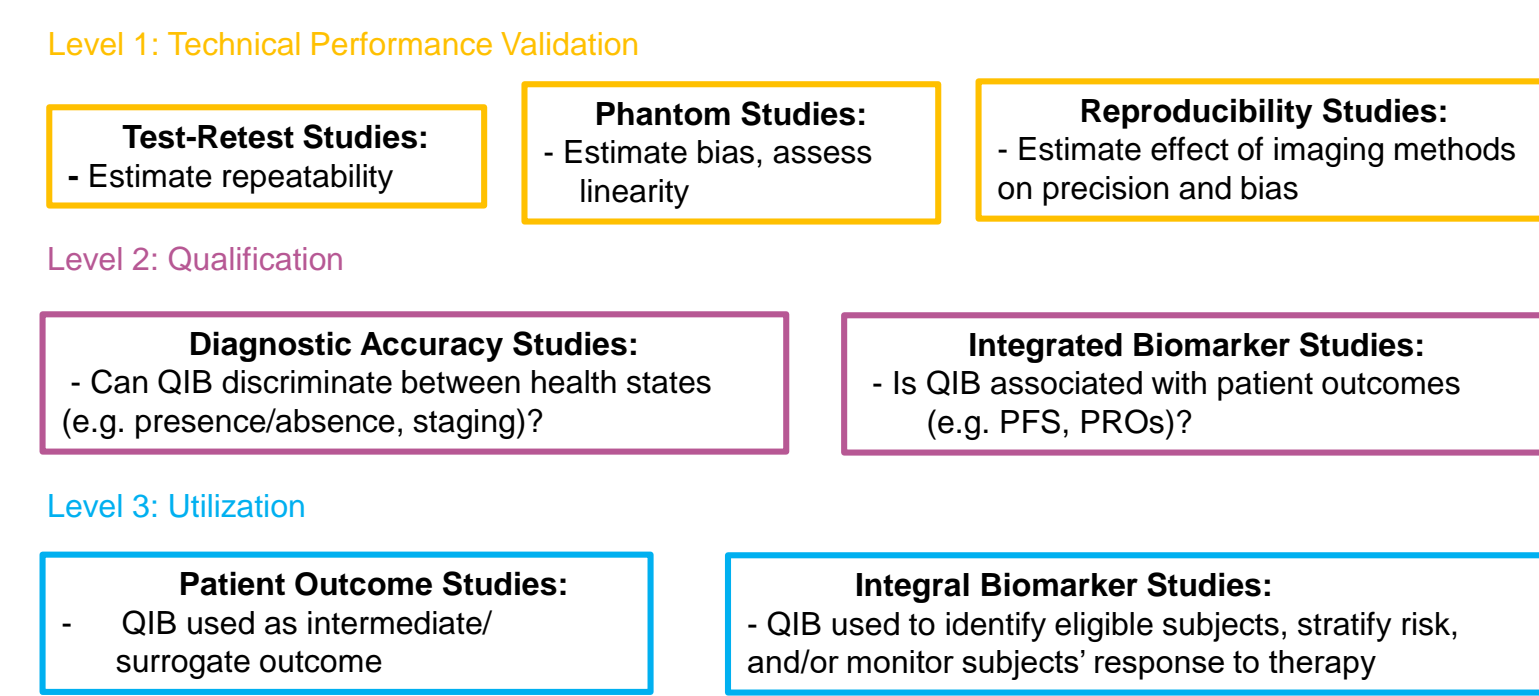 Level 1: Technical Performance Validation
Test-Retest Studies:
- Estimate repeatability
Phantom Studies:
- Estimate bias, assess
linearity
Reproducibility Studies:
- Estimate effect of imaging methods
on precision and bias
Level 2: Qualification
Diagnostic Accuracy Studies:
- Can QIB discriminate between health states
(e.g. presence/absence, staging)?
Integrated Biomarker Studies:
- Is QIB associated with patient outcomes
(e.g. PFS, PROs)?
Level 3: Utilization
Patient Outcome Studies:
- QIB used as intermediate/
surrogate outcome
Integral Biomarker Studies:
- QIB used to identify eligible subjects, stratify risk,
and/or monitor subjects’ response to therapy